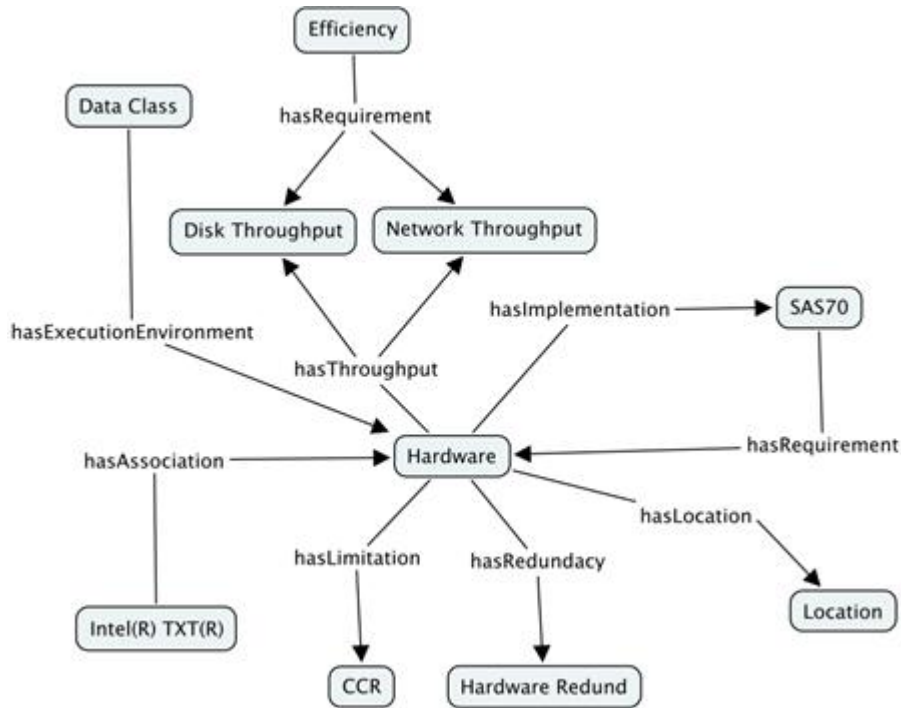 Efficiency
Data Class
hasRequirement
Disk Throughput
Network Throughput
hasImplementation
SAS70
hasExecutionEnvironment
hasThroughput
hasRequirement
hasAssociation
Hardware
hasLocation
hasLimitation
hasRedundacy
Location
Intel(R) TXT(R)
CCR
Hardware Redund